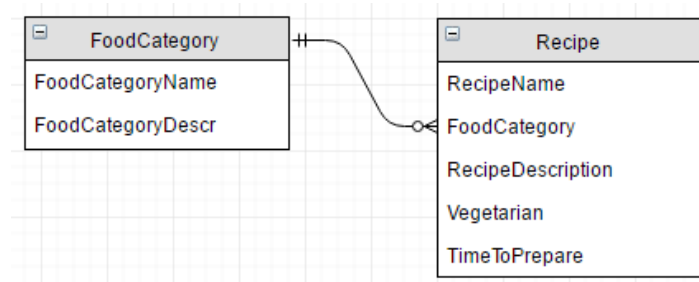 FoodCategory
FoodCategoryName
FoodCategoryDescr
Recipe
RecipeName
FoodCategory
RecipeDescription
Vegetarian
TimeToPrepare